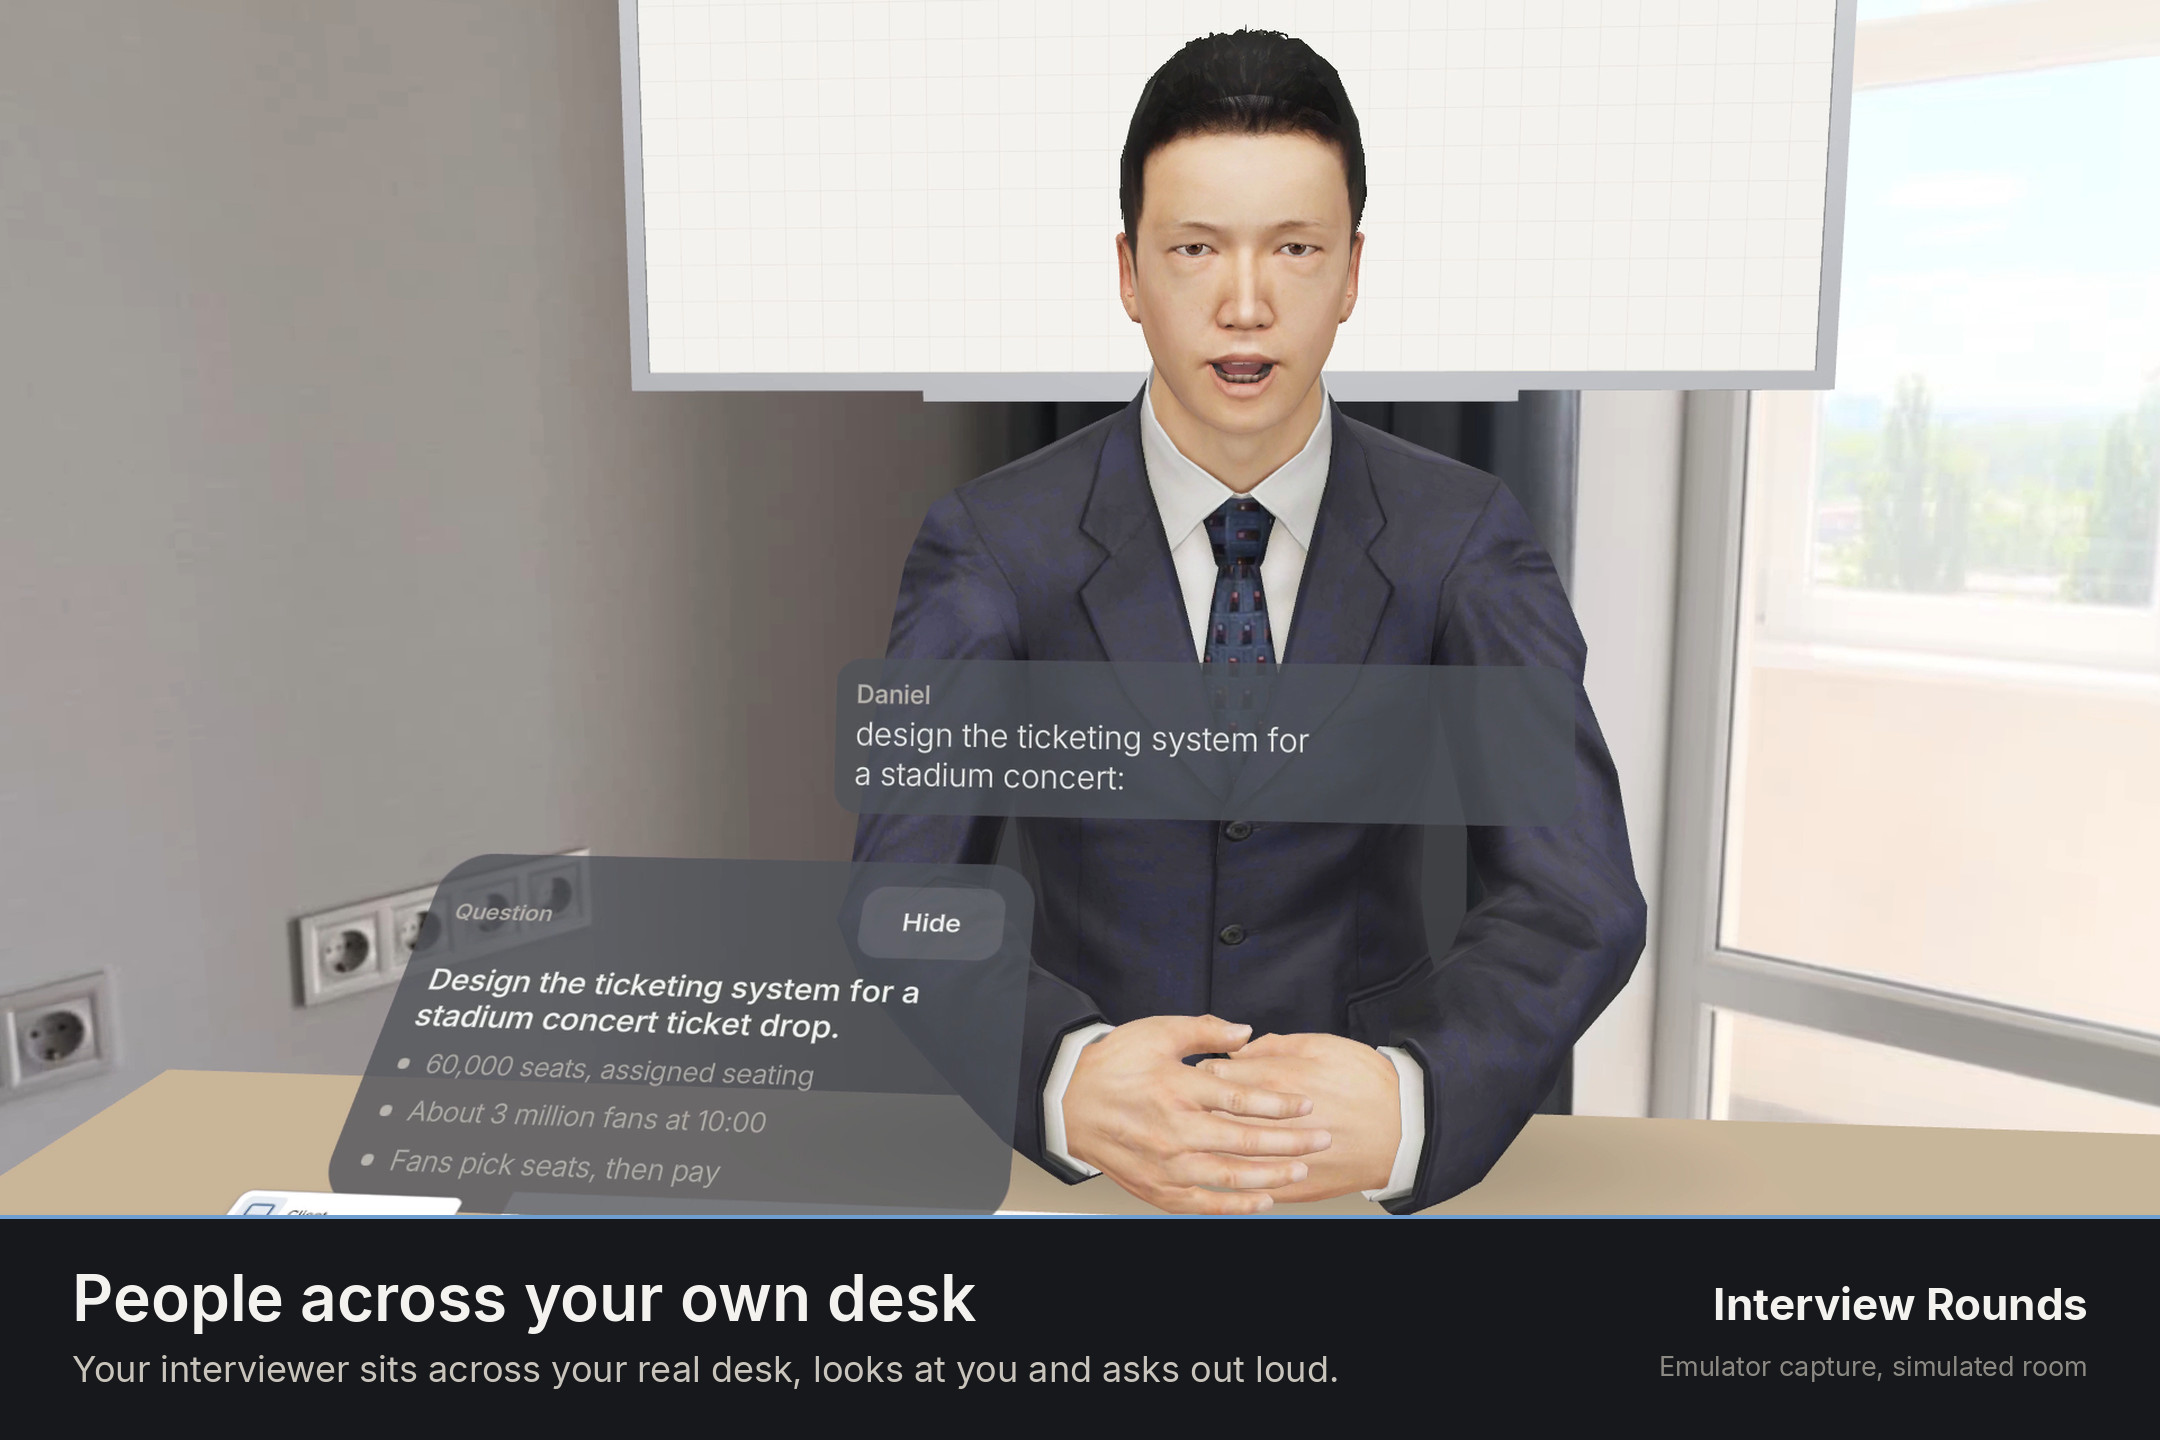 Daniel
design the ticketing system for
a stadium concert:
Question
Hide
Design the ticketing system for a
stadium concert ticket drop.
60,000 seats, assigned seating
About 3 million fans at 10:00
Fans pick seats, then pay
People across your own desk
Your interviewer sits across your real desk, looks at you and asks out loud.
Interview Rounds
Emulator capture, simulated room